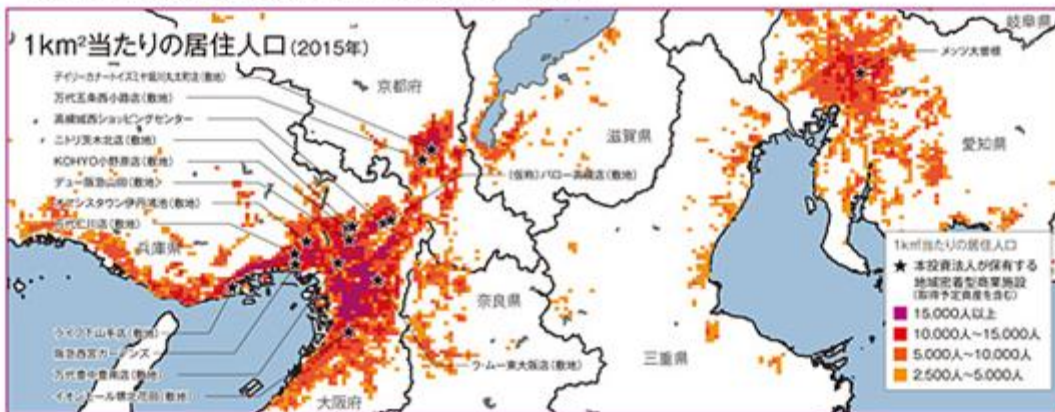 1km²当たりの居住人口(2015年)
デイリーカナートイズミヤ堀川丸太町店(敷地)
万代五条西小路店(敷地)
高槻城西ショッピングセンター
ニトリ茨木北店(敷地)
KOHYO小野原店(敷地)
デュー阪急山田(敷地)
オアシスタウン伊丹鴻池(敷地)
万代仁川店(敷地)
兵庫県
京都府
滋賀県
岐阜県
メッツ大曽根
愛知県
(仮称)バロー高槻店(敷地)
奈良県
三重県
大阪府
ラ・ムー東大阪店(敷地)
ライフ下山手店(敷地)
阪急西宮ガーデンズ
万代豊中豊南店(敷地)
イオンモール堺北花田(敷地)
1km²当たりの居住人口
★ 本投資法人が保有する
地域密着型商業施設
(取得予定資産を含む)
15,000人以上
10,000人～15,000人
5,000人～10,000人
2,500人～5,000人